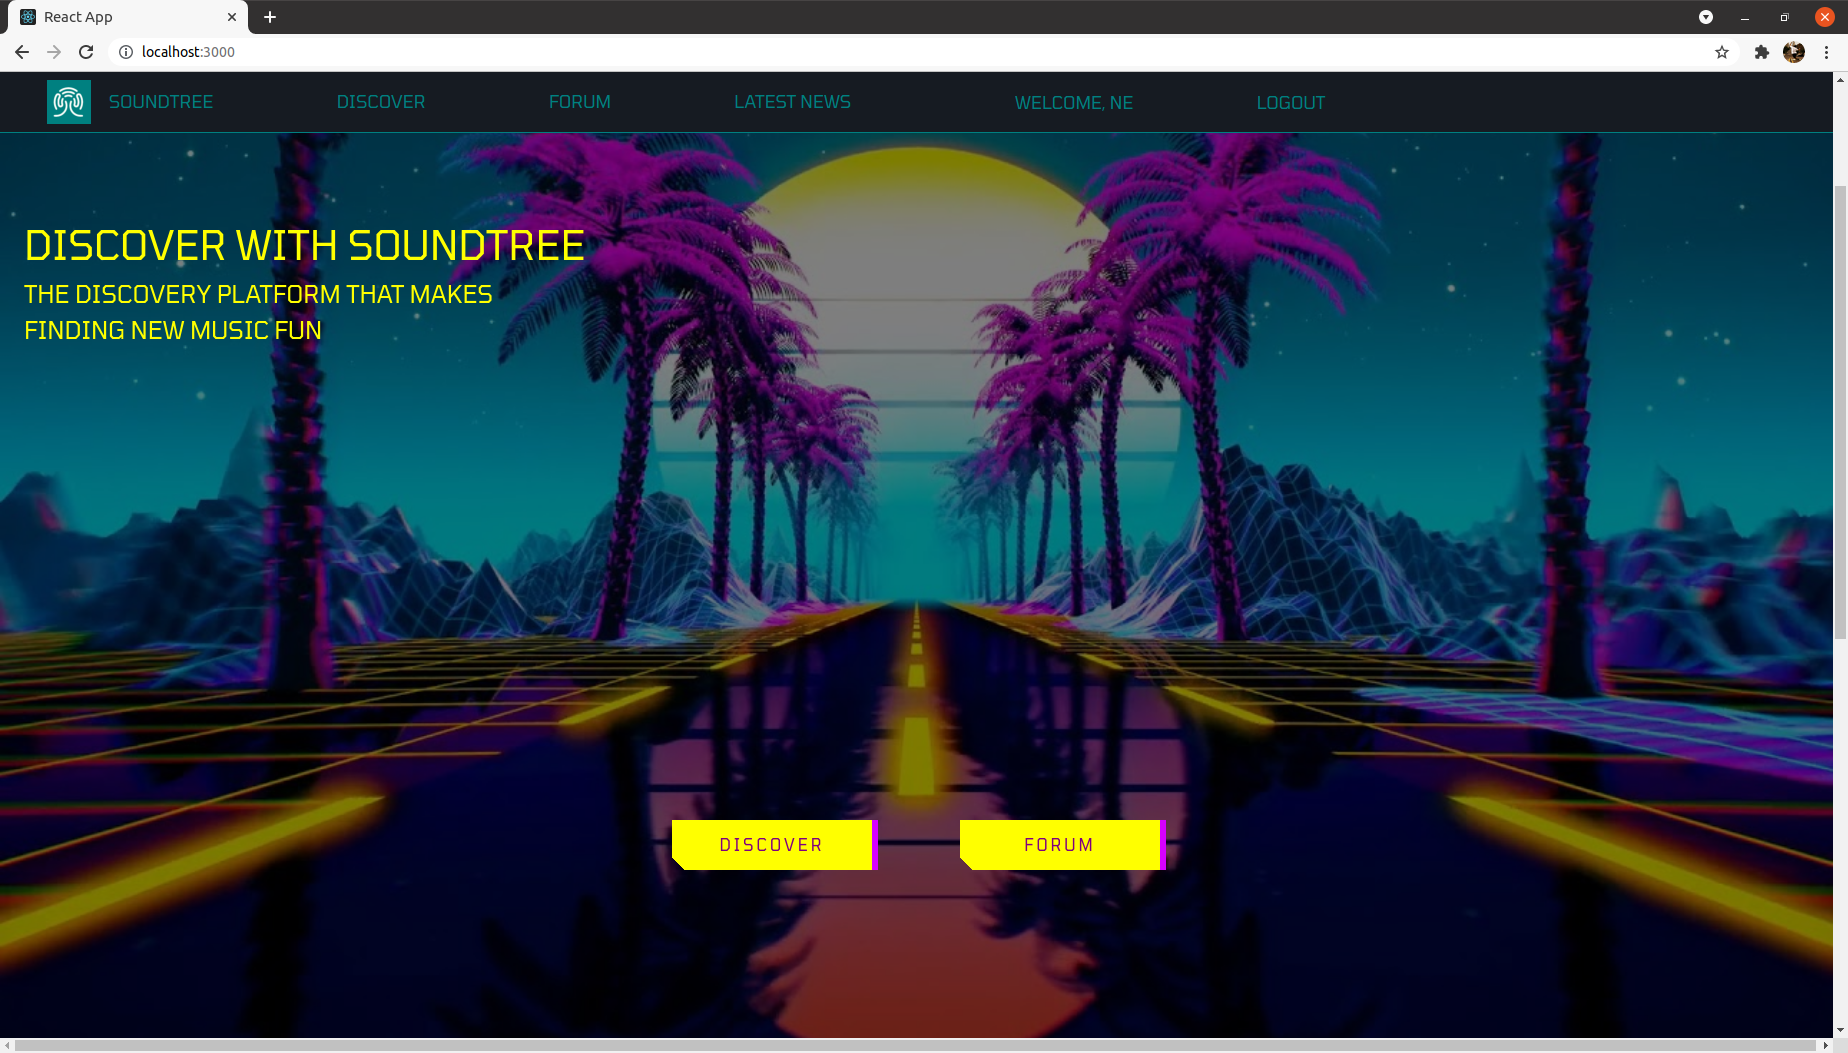 React App
localhost:3000
SOUNDTREE DISCOVER FORUM LATEST NEWS WELCOME, NE LOGOUT
DISCOVER WITH SOUNDTREE
THE DISCOVERY PLATFORM THAT MAKES
FINDING NEW MUSIC FUN
DISCOVER FORUM